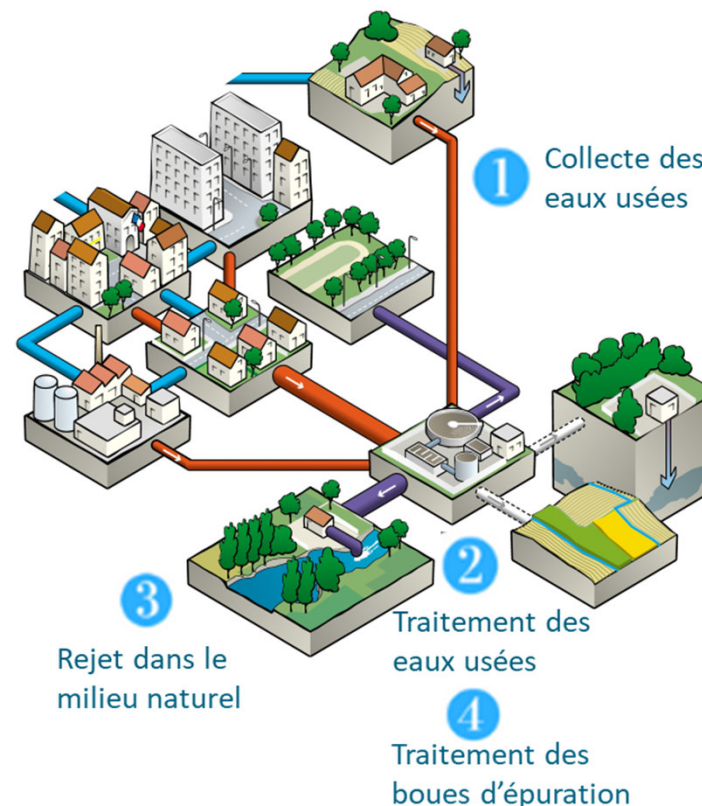 1 Collecte des
eaux usées
2
Traitement des
eaux usées
3
Rejet dans le
milieu naturel
4
Traitement des
boues d'épuration